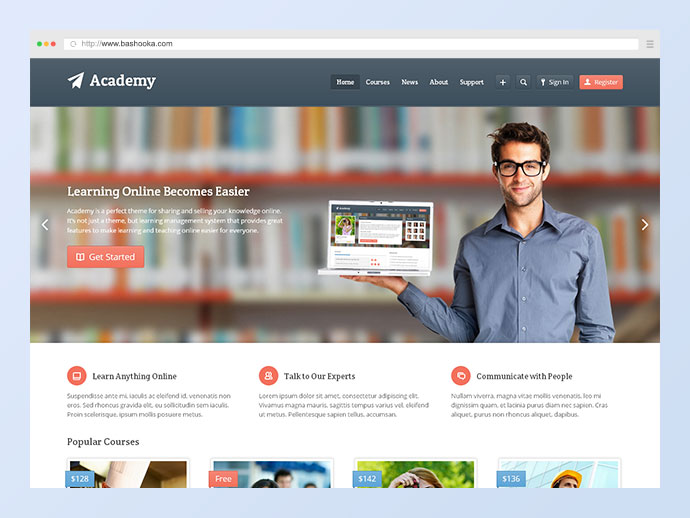 http://www.bashooka.com
Academy
Home Courses News About Support + Sign In Register
Learning Online Becomes Easier
Academy is a perfect theme for sharing and selling your knowledge online.
It's not just a theme, but learning management system that provides great
features to make learning and teaching online easier for everyone.
Get Started
Learn Anything Online
Suspendisse ante mi, iaculis ac eleifend id, venenatis non
eros. Sed rhoncus gravida elit, eu sollicitudin sem iaculis.
Proin scelerisque, ipsum mollis posuere metus.
Talk to Our Experts
Lorem ipsum dolor sit amet, consectetur adipiscing elit.
Vivamus magna mauris, sagittis tempus varius vel, eleifend
ut metus. Pellentesque sapien tellus, accumsan.
Communicate with People
Nullam viverra, magna vitae mollis venenatis, leo mi
dignissim quam, et lacinia purus diam nec sapien. Cras
aliquet, purus non rhoncus aliquet, dapibus.
Popular Courses
$128
Free
$142
$136